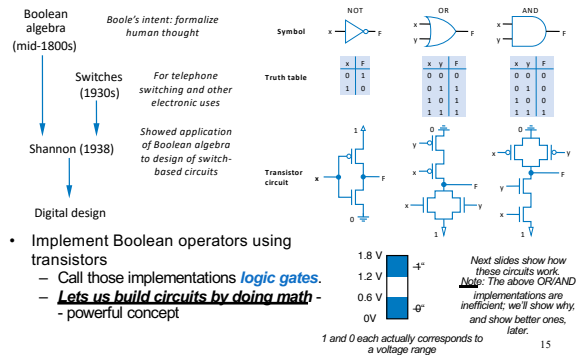 Boolean
algebra
(mid-1800s)
Boole's intent: formalize
human thought
Switches
(1930s)
For telephone
switching and other
electronic uses
Shannon (1938)
Showed application
of Boolean algebra
to design of switch-
based circuits
Digital design
NOT
OR
AND
Symbol
x
F
x
y
F
x
y
F
Truth table
x F
0 1
1 0
x y F
0 0 0
0 1 1
1 0 1
1 1 1
x y F
0 0 0
0 1 0
1 0 0
1 1 1
Transistor
circuit
1
x
F
0
0
y
x
F
x
y
1
0
x
y
F
y
x
1
• Implement Boolean operators using
transistors
– Call those implementations logic gates.
– Lets us build circuits by doing math -
- powerful concept
1.8 V
1.2 V
0.6 V
0V
1“
0“
1 and 0 each actually corresponds to
a voltage range
Next slides show how
these circuits work.
Note: The above OR/AND
implementations are
inefficient; we'll show why,
and show better ones,
later.
15